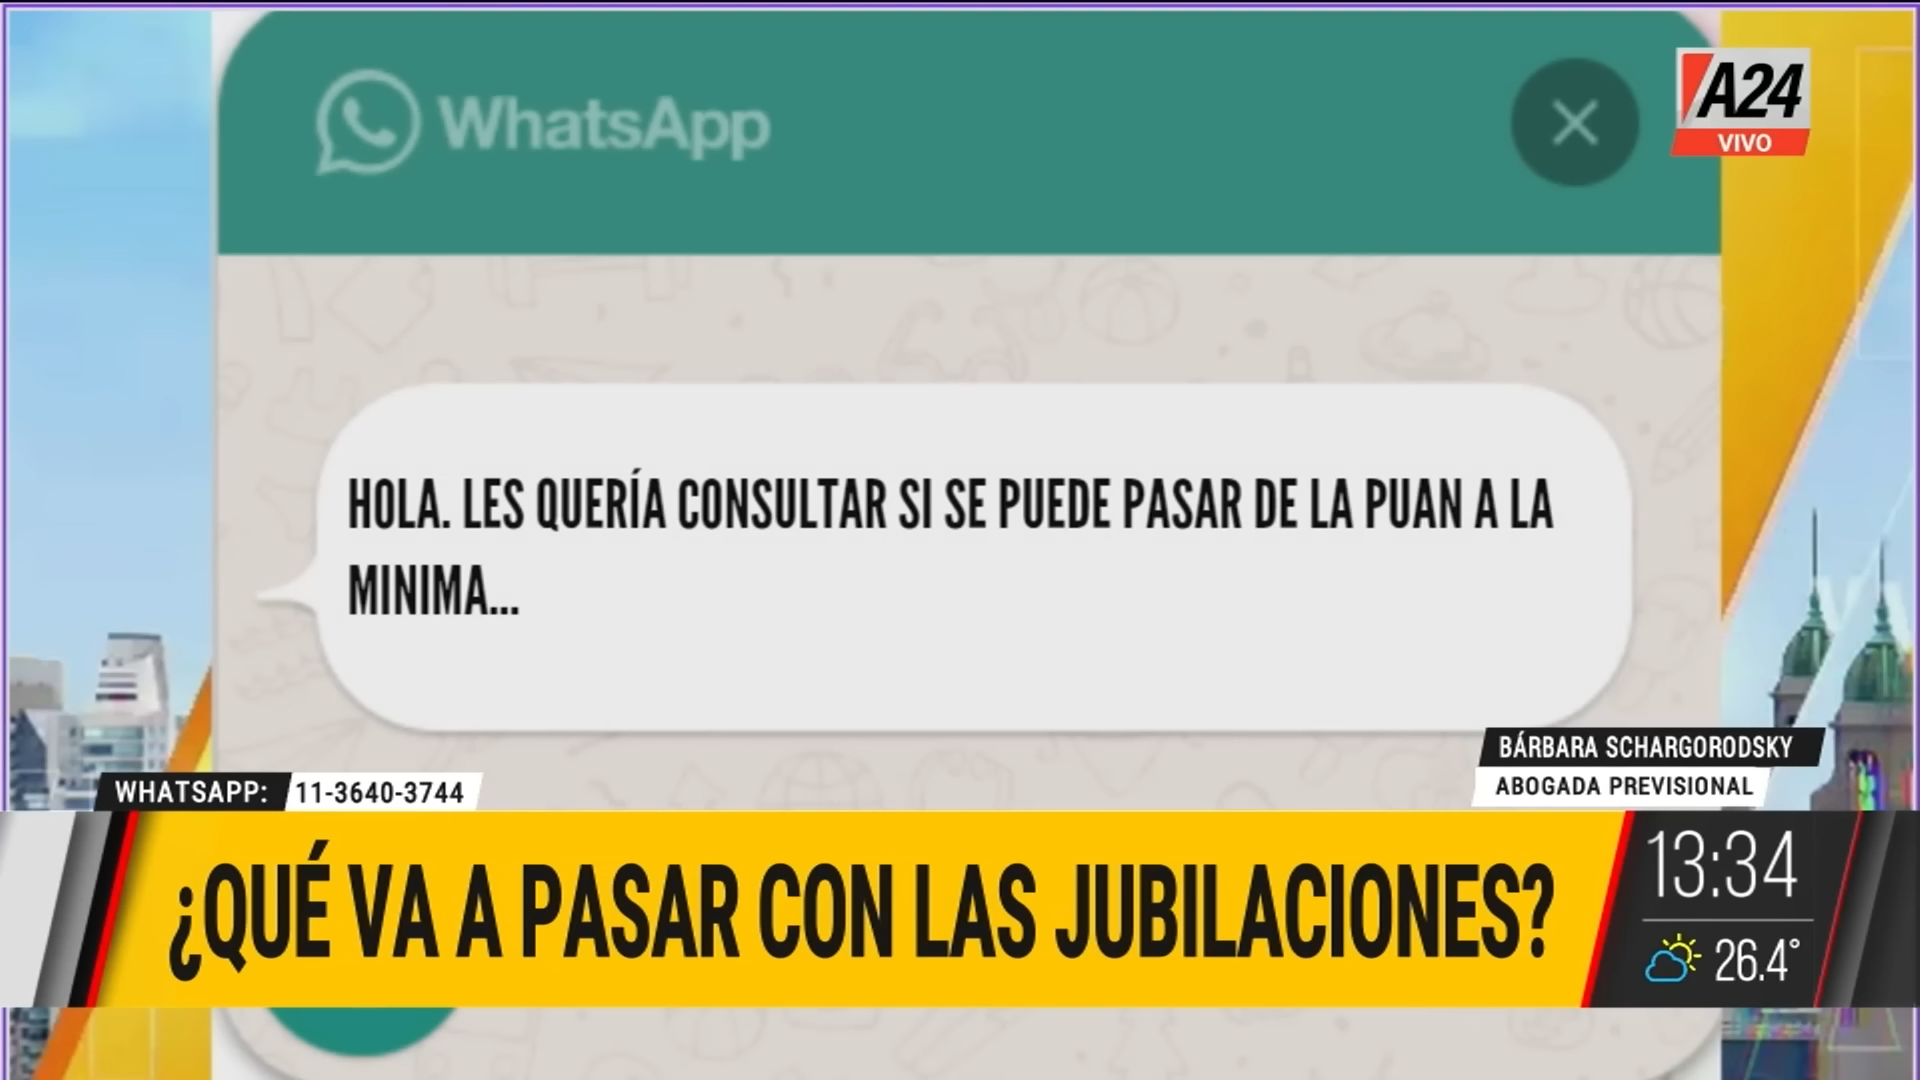 WhatsApp
A24
VIVO
HOLA. LES QUERÍA CONSULTAR SI SE PUEDE PASAR DE LA PUAN A LA
MINIMA...
BÁRBARA SCHARGORODSKY
ABOGADA PREVISIONAL
WHATSAPP: 11-3640-3744
¿QUÉ VA A PASAR CON LAS JUBILACIONES?
13:34
26.4°